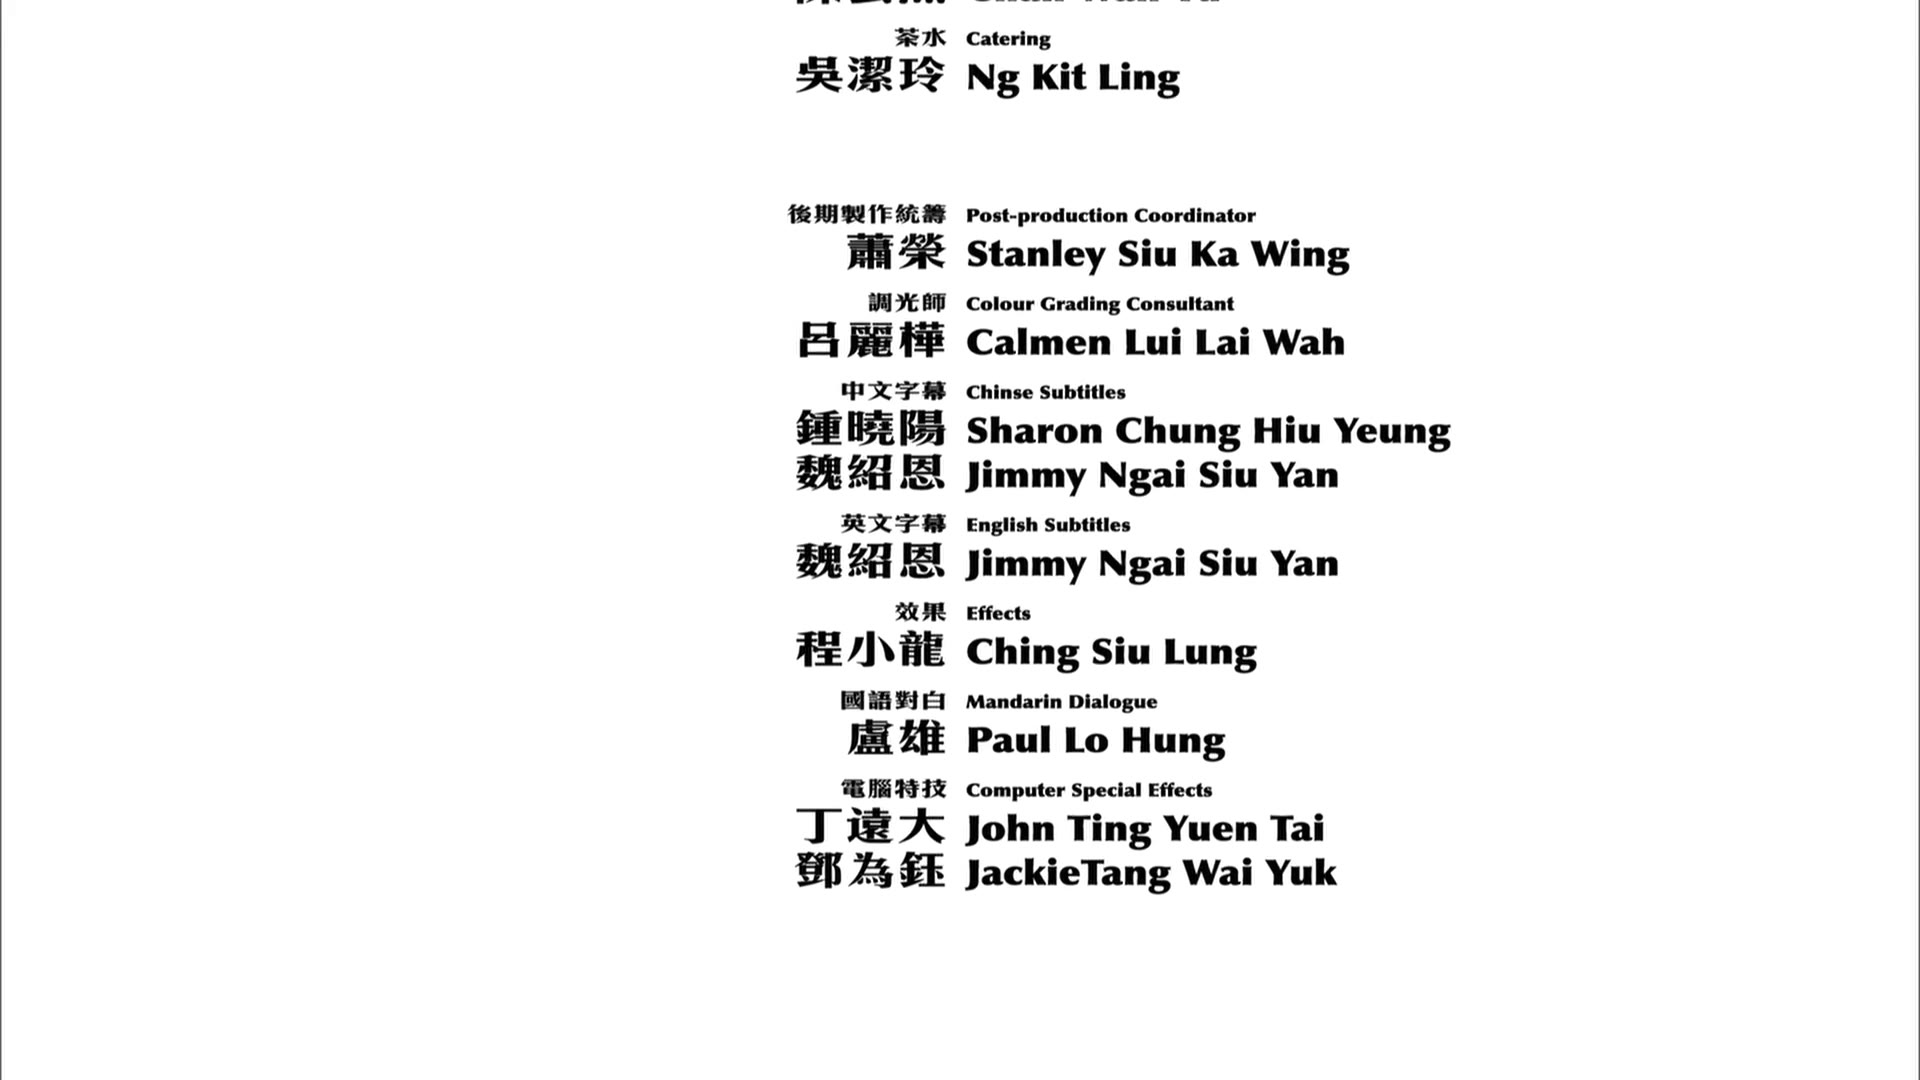 茶水 Catering
吳潔玲 Ng Kit Ling
後期製作統籌 Post-production Coordinator
蕭榮 Stanley Siu Ka Wing
調光師 Colour Grading Consultant
呂麗樺 Calmen Lui Lai Wah
中文字幕 Chinse Subtitles
鍾曉陽 Sharon Chung Hiu Yeung
魏紹恩 Jimmy Ngai Siu Yan
英文字幕 English Subtitles
魏紹恩 Jimmy Ngai Siu Yan
效果 Effects
程小龍 Ching Siu Lung
國語對白 Mandarin Dialogue
盧雄 Paul Lo Hung
電腦特技 Computer Special Effects
丁遠大 John Ting Yuen Tai
鄧為鈺 JackieTang Wai Yuk